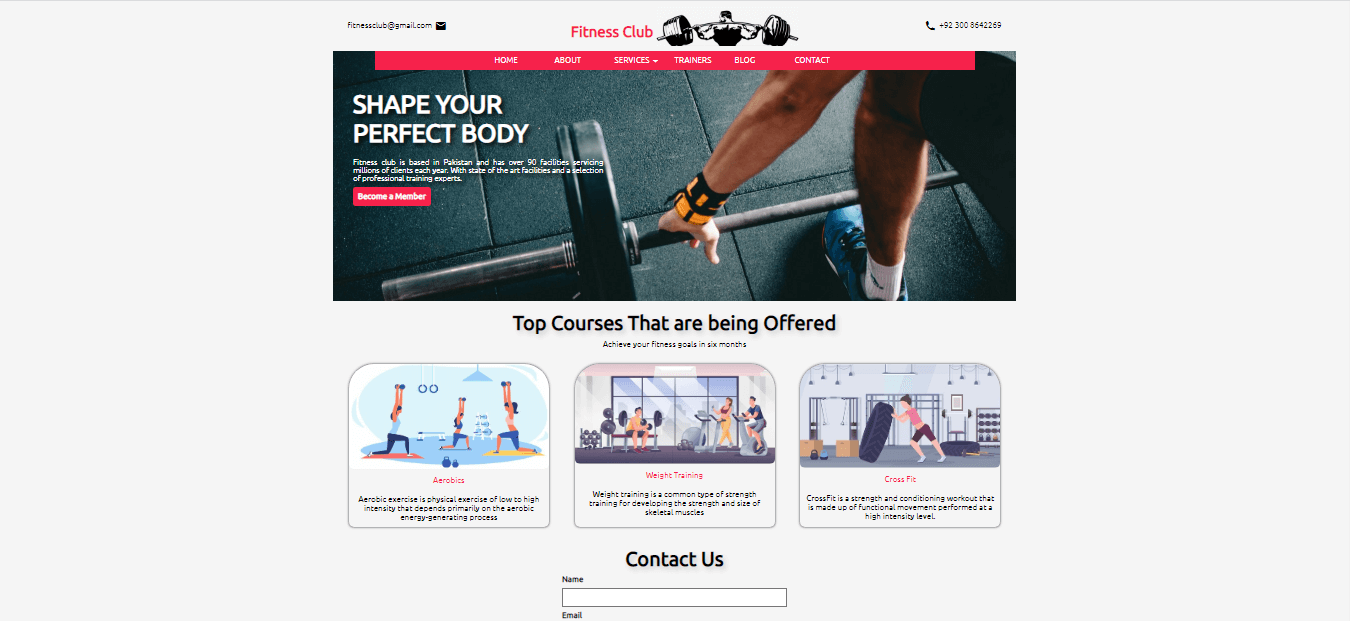 fitnessclub@gmail.com
Fitness Club
+92 300 8642269
HOME ABOUT SERVICES TRAINERS BLOG CONTACT
SHAPE YOUR
PERFECT BODY
Fitness club is based in Pakistan and has over 90 facilities servicing
millions of clients each year. With state of the art facilities and a selection
of professional training experts.
Become a Member
Top Courses That are being Offered
Achieve your fitness goals in six months
Aerobics
Aerobic exercise is physical exercise of low to high
intensity that depends primarily on the aerobic
energy-generating process
Weight Training
Weight training is a common type of strength
training for developing the strength and size of
skeletal muscles
Cross Fit
CrossFit is a strength and conditioning workout that
is made up of functional movement performed at a
high intensity level.
Contact Us
Name
Email